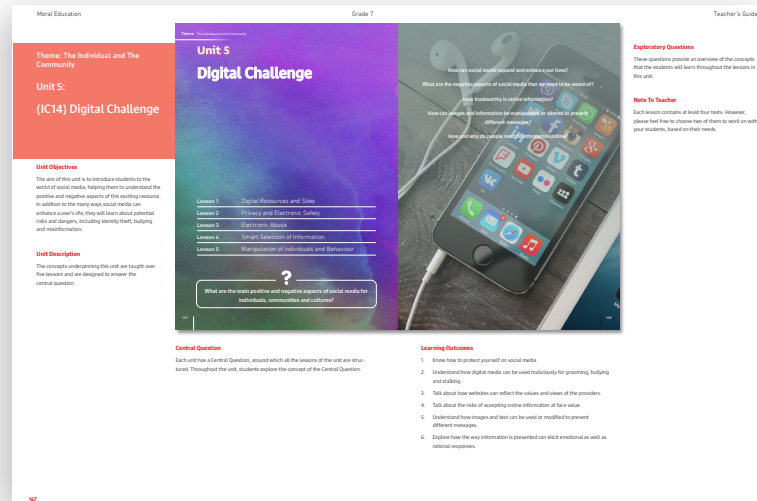 Moral Education
Grade 7
Teacher's Guide
Theme: The Individual and The
Community
Unit 5:
(IC14) Digital Challenge
Unit Objectives
The aim of this unit is to introduce students to the
world of social media, helping them to understand the
positive and negative aspects of this exciting resource.
In addition to the many ways social media can
enhance a user's life, they will learn about potential
risks and dangers, including identity theft, bullying
and misinformation.
Unit Description
The concepts underpinning this unit are taught over
five lessons and are designed to answer the
central question.
Theme The Individual and the Community
Unit 5
Digital Challenge
Lesson 1 Digital Resources and Sites
Lesson 2 Privacy and Electronic Safety
Lesson 3 Electronic Abuse
Lesson 4 Smart Selection of Information
Lesson 5 Manipulation of Individuals and Behaviour
?
What are the main positive and negative aspects of social media for
individuals, communities and cultures?
How can social media expand and enhance our lives?
What are the negative aspects of social media that we need to be aware of?
How trustworthy is online information?
How can images and information be manipulated or altered to present
different messages?
How and why do people react to information online?
Exploratory Questions
These questions provide an overview of the concepts
that the students will learn throughout the lessons in
this unit.
Note To Teacher
Each lesson contains at least four texts. However,
please feel free to choose two of them to work on with
your students, based on their needs.
Central Question
Each unit has a Central Question, around which all the lessons of the unit are struc-
tured. Throughout the unit, students explore the concept of the Central Question.
Learning Outcomes
1. Know how to protect yourself on social media.
2. Understand how digital media can be used maliciously for grooming, bullying
and stalking.
3. Talk about how websites can reflect the values and views of the providers.
4. Talk about the risks of accepting online information at face value.
5. Understand how images and text can be used or modified to present
different messages.
6. Explore how the way information is presented can elicit emotional as well as
rational responses.
167